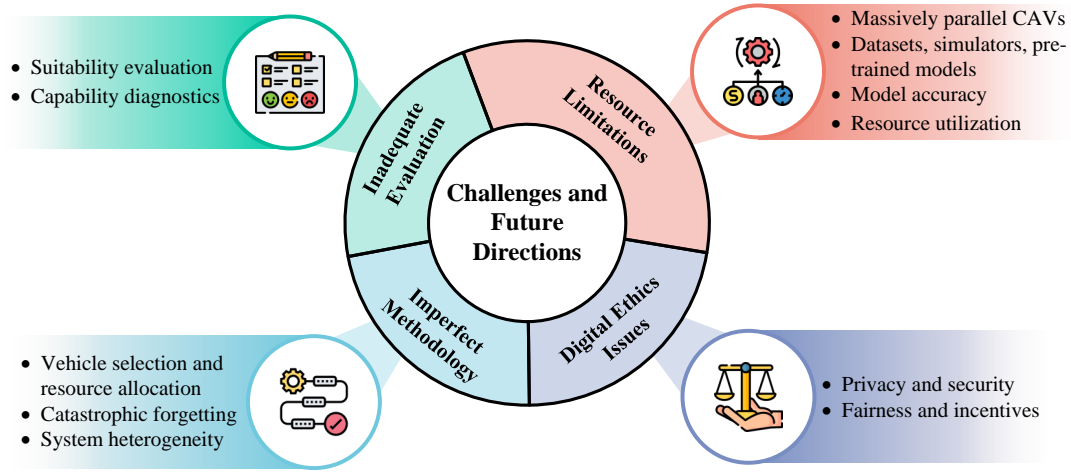 • Suitability evaluation
• Capability diagnostics
• Massively parallel CAVs
• Datasets, simulators, pre-
trained models
• Model accuracy
• Resource utilization
Inadequate
Evaluation
Resource
Limitations
Challenges and
Future
Directions
Imperfect
Methodology
Digital Ethics
Issues
• Vehicle selection and
resource allocation
• Catastrophic forgetting
• System heterogeneity
• Privacy and security
• Fairness and incentives